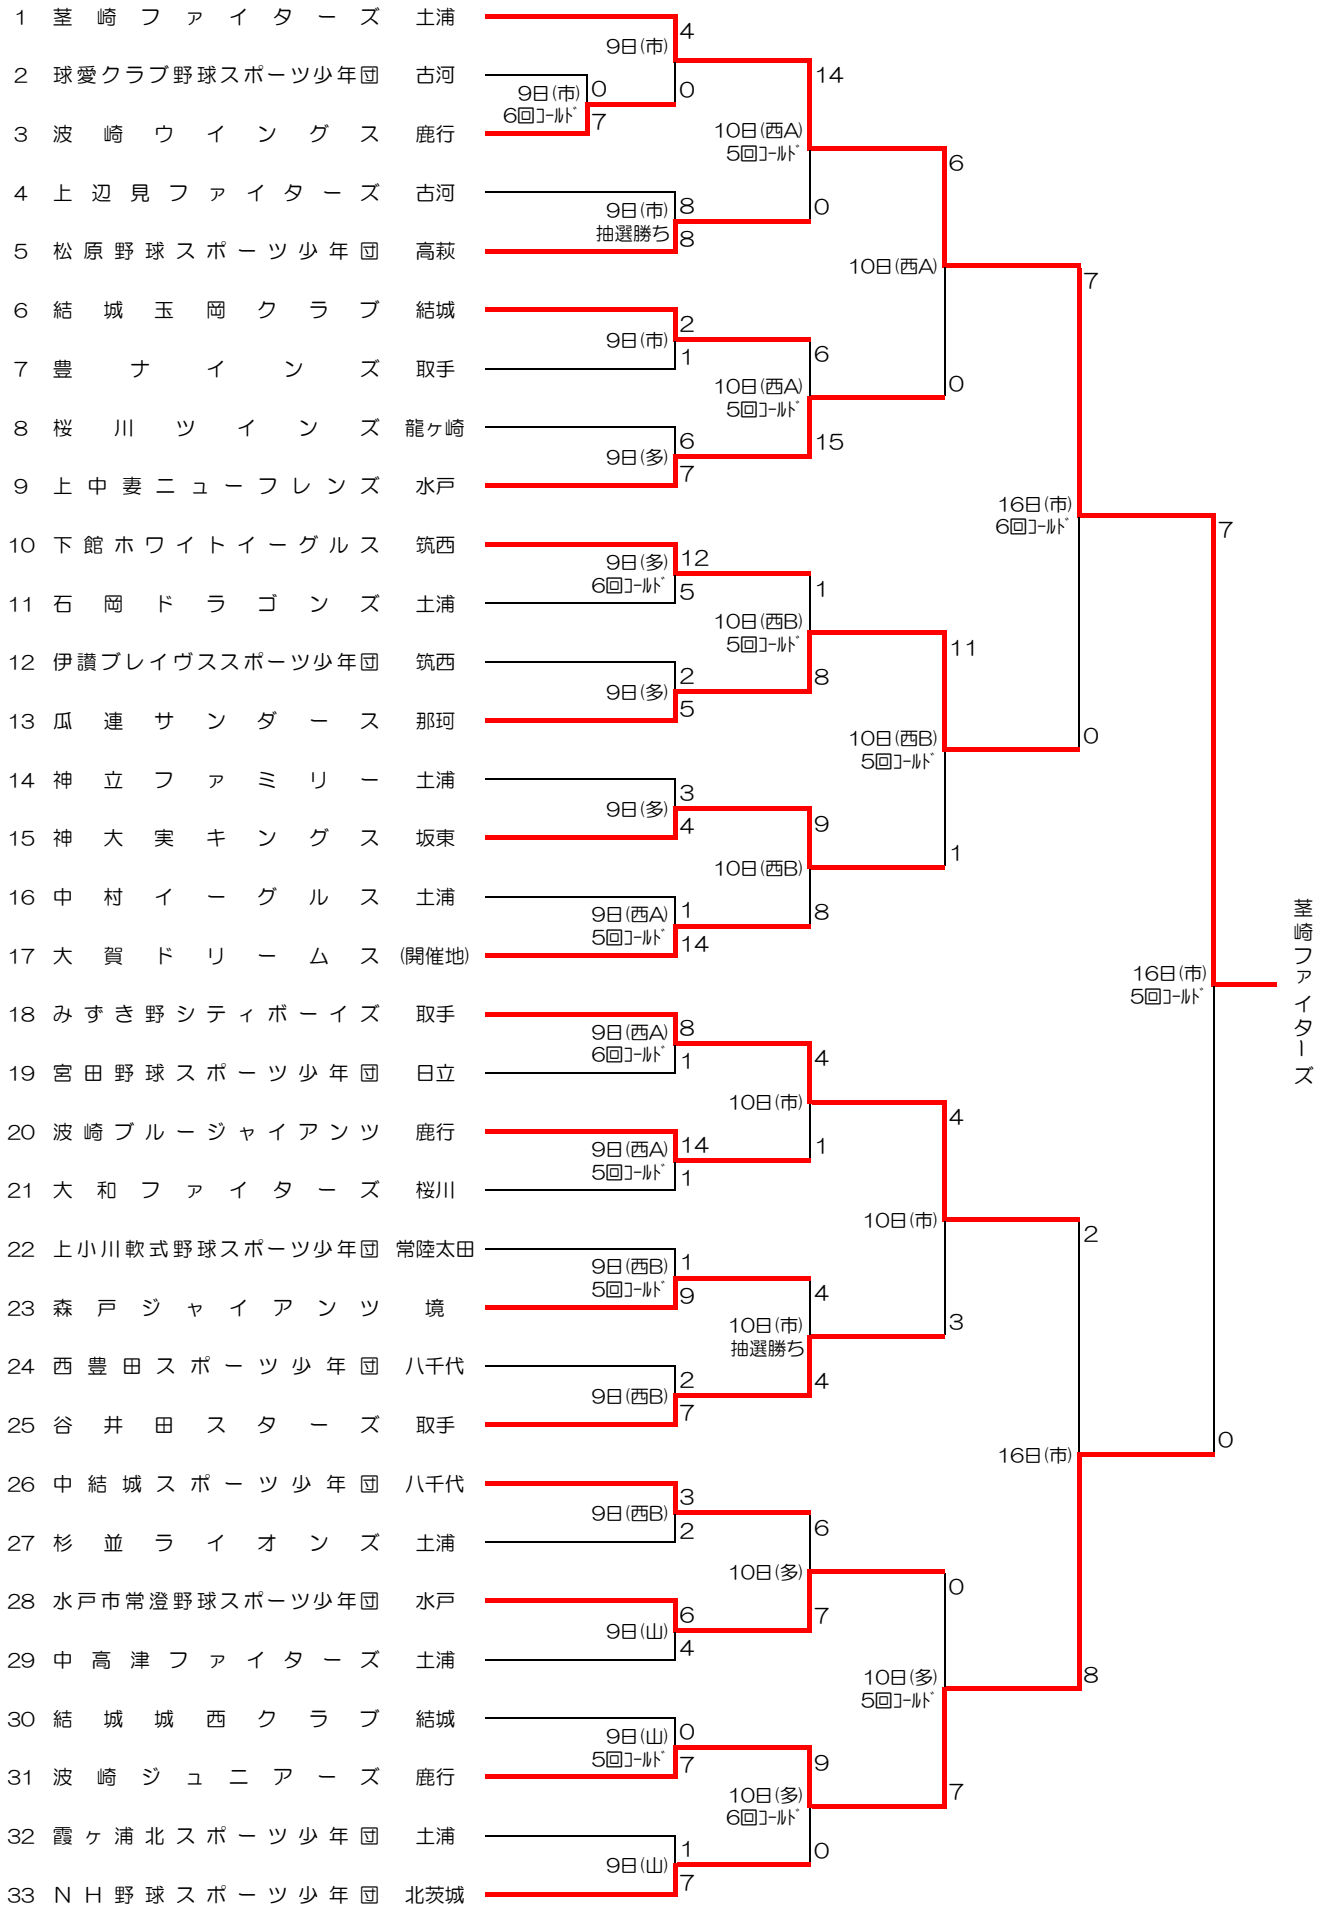 1 茎崎ファイターズ 土浦
4
9日(市)
14
2 球愛クラブ野球スポーツ少年団 古河
0
9日(市)
6回コールド
0
7
3 波崎ウイングス 鹿行
10日(西A)
5回コールド
6
4 上辺見ファイターズ 古河
8
9日(市)
抽選勝ち
0
8
5 松原野球スポーツ少年団 高萩
10日(西A)
7
6 結城玉岡クラブ 結城
2
9日(市)
6
1
7 豊ナインズ 取手
10日(西A)
5回コールド
0
8 桜川ツインズ 龍ヶ崎
6
9日(多)
15
7
9 上中妻ニューフレンズ 水戸
16日(市)
6回コールド
7
10 下館ホワイトイーグルス 筑西
12
9日(多)
6回コールド
1
5
11 石岡ドラゴンズ 土浦
10日(西B)
5回コールド
11
12 伊讃ブレイヴススポーツ少年団 筑西
2
9日(多)
8
5
13 瓜連サンダース 那珂
10日(西B)
5回コールド
0
14 神立ファミリー 土浦
3
9日(多)
9
4
15 神大実キングス 坂東
10日(西B)
1
16 中村イーグルス 土浦
1
9日(西A)
5回コールド
8
14
17 大賀ドリームス (開催地)
16日(市)
5回コールド
茎崎ファイターズ
18 みずき野シティボーイズ 取手
8
9日(西A)
6回コールド
4
1
19 宮田野球スポーツ少年団 日立
10日(市)
4
20 波崎ブルージャイアンツ 鹿行
14
9日(西A)
5回コールド
1
1
21 大和ファイターズ 桜川
10日(市)
2
22 上小川軟式野球スポーツ少年団 常陸太田
1
9日(西B)
5回コールド
4
9
23 森戸ジャイアンツ 境
10日(市)
抽選勝ち
3
24 西豊田スポーツ少年団 八千代
2
9日(西B)
4
7
25 谷井田スターズ 取手
16日(市)
0
26 中結城スポーツ少年団 八千代
3
9日(西B)
6
2
27 杉並ライオンズ 土浦
10日(多)
0
28 水戸市常澄野球スポーツ少年団 水戸
6
9日(山)
7
4
29 中高津ファイターズ 土浦
10日(多)
5回コールド
8
30 結城城西クラブ 結城
0
9日(山)
5回コールド
9
7
31 波崎ジュニアーズ 鹿行
10日(多)
6回コールド
7
32 霞ヶ浦北スポーツ少年団 土浦
1
9日(山)
0
7
33 NH野球スポーツ少年団 北茨城